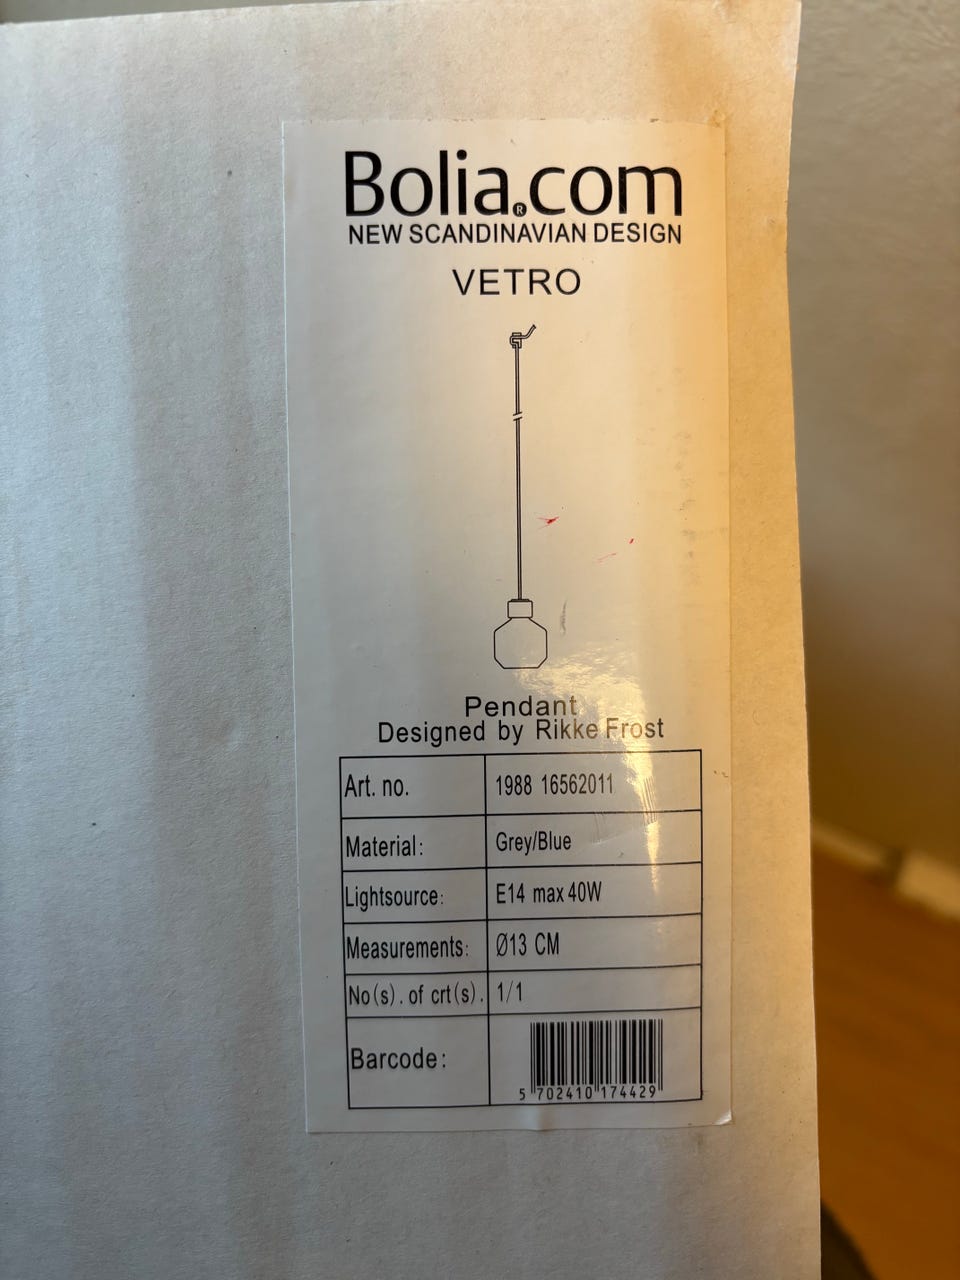 Bolia.com
®
NEW SCANDINAVIAN DESIGN
VETRO
Pendant
Designed by Rikke Frost
Art. no. 1988 16562011
Material: Grey/Blue
Lightsource: E14 max 40W
Measurements: Ø13 CM
No(s). of crt(s). 1/1
Barcode:
5 702410 174429